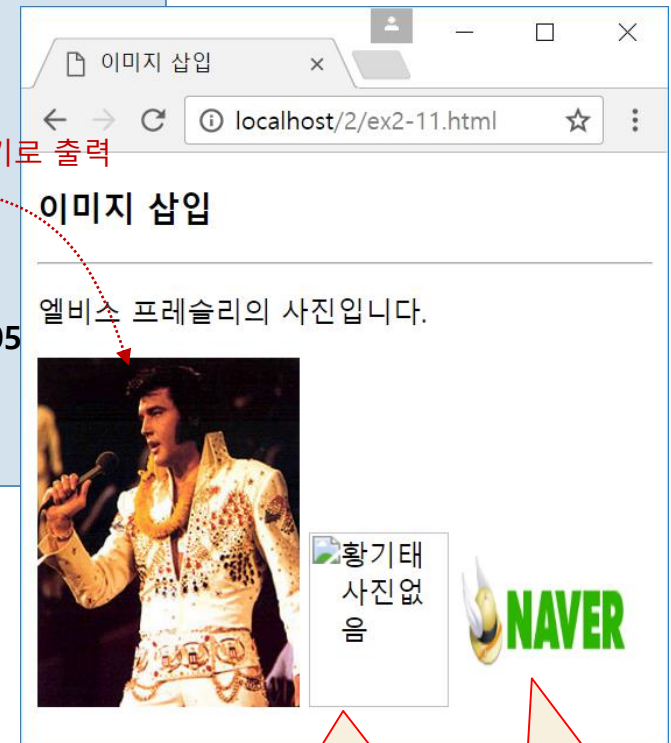 이미지 삽입
localhost/2/ex2-11.html
로 출력
이미지 삽입
엘비스 프레슬리의 사진입니다.
황기태
사진없
음
NAVER